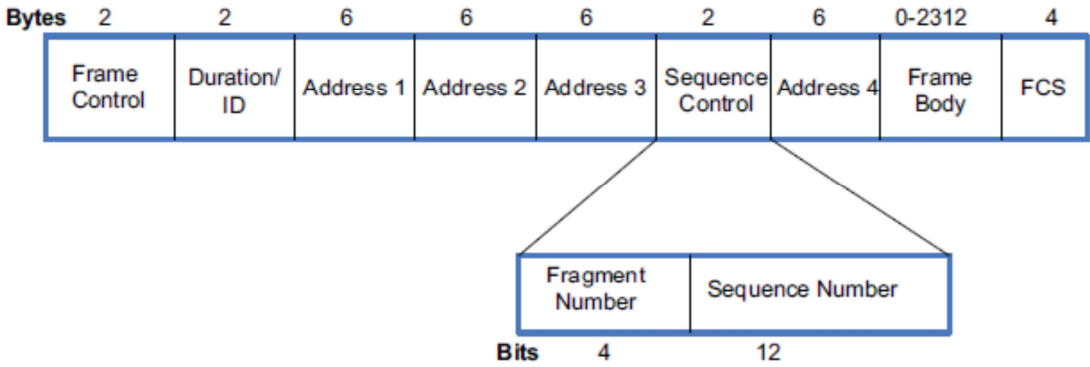 Bytes 2 2 6 6 6 2 6 0-2312 4
Frame Control
Duration/ ID
Address 1
Address 2
Address 3
Sequence Control
Address 4
Frame Body
FCS
Fragment Number
Sequence Number
Bits 4 12